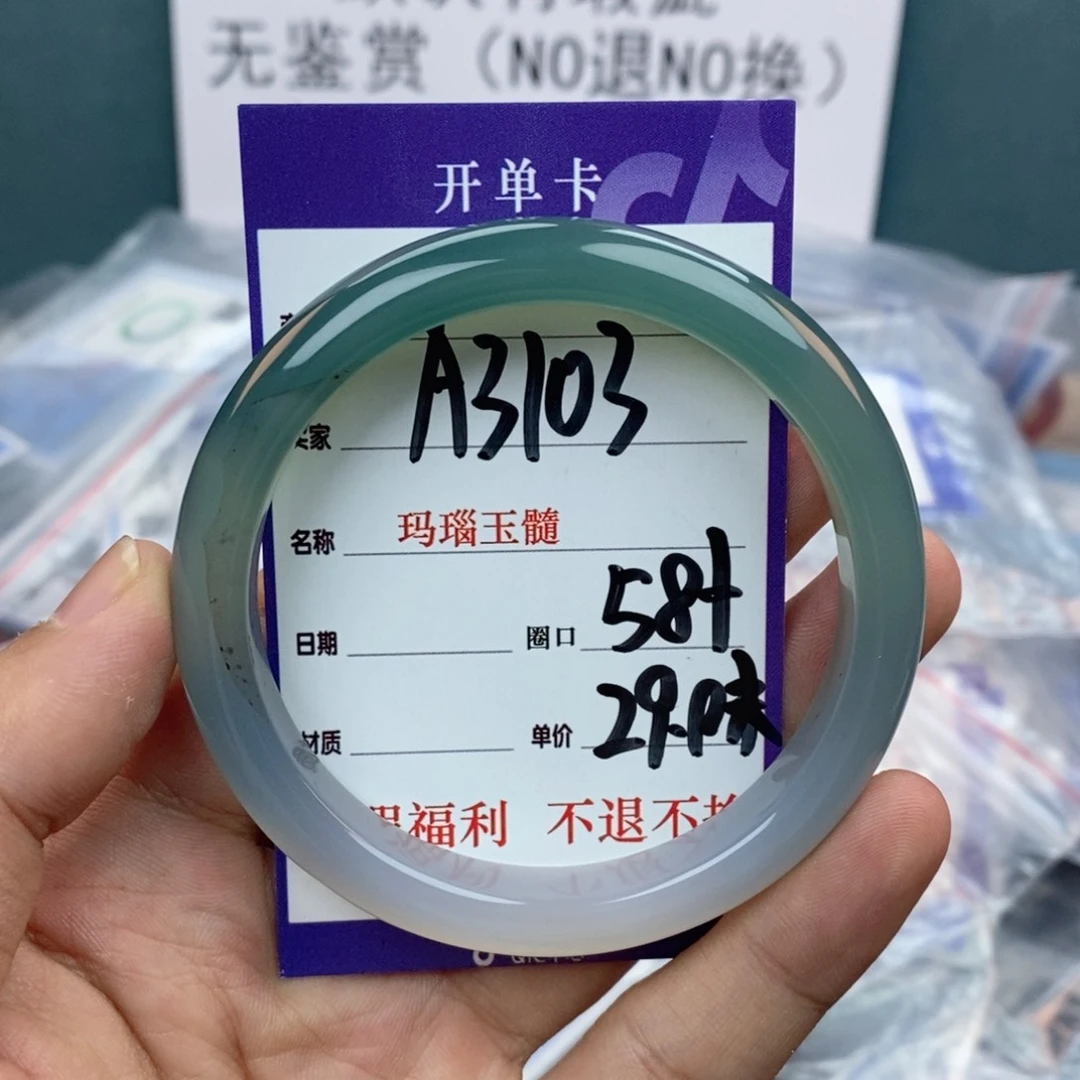 无鉴赏（NO退NO换）
开单卡
A3103
家
名称 玛瑙玉髓
日期 圈口 58+
材质 单价
福利 不退不换